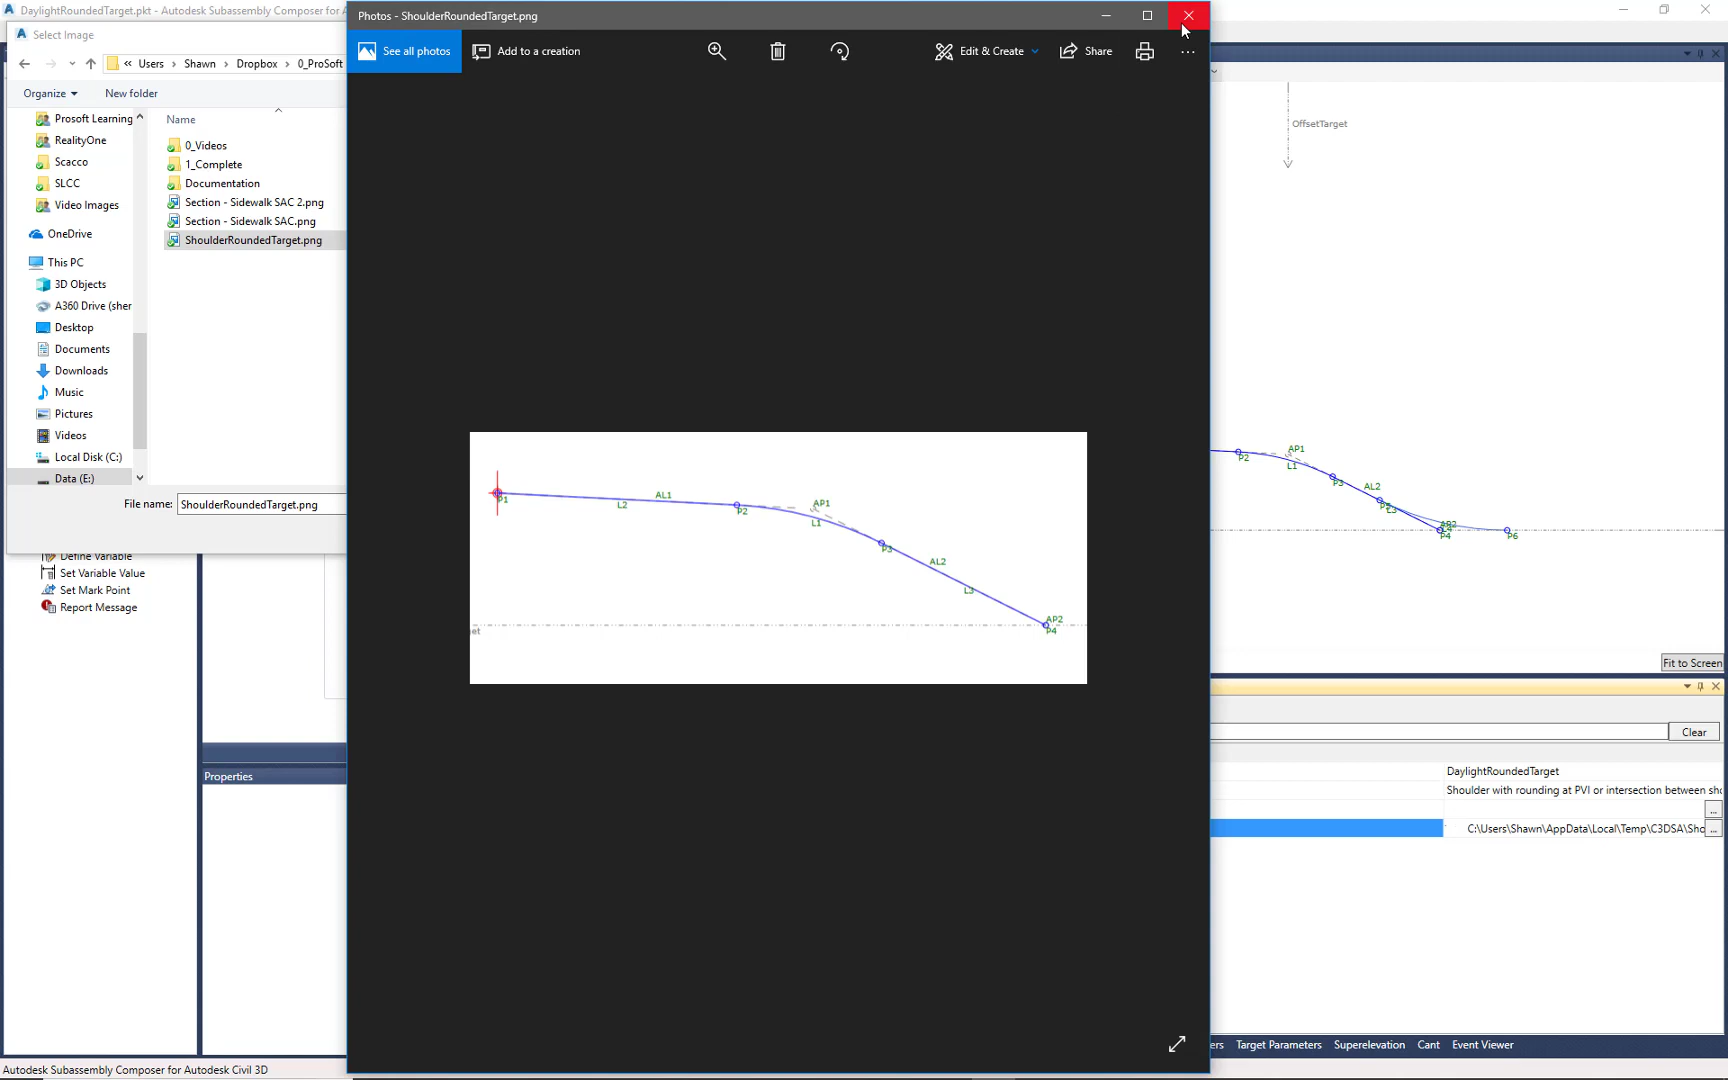 DaylightRoundedTarget.pkt - Autodesk Subassembly Composer for A
Select Image
« Users > Shawn > Dropbox > 0_ProSoft
Organize
New folder
Prosoft Learning
RealityOne
Scacco
SLCC
Video Images
OneDrive
This PC
3D Objects
A360 Drive (sher
Desktop
Documents
Downloads
Music
Pictures
Videos
Local Disk (C:)
Data (E:)
Name
0_Videos
1_Complete
Documentation
Section - Sidewalk SAC 2.png
Section - Sidewalk SAC.png
ShoulderRoundedTarget.png
File name: ShoulderRoundedTarget.png
Define Variable
Set Variable Value
Set Mark Point
Report Message
Properties
Photos - ShoulderRoundedTarget.png
See all photos
Add to a creation
Edit & Create
Share
P1
AL1
L2
P2
AP1
L1
P3
AL2
L3
AP2
P4
et
OffsetTarget
P2
AP1
L1
P3
AL2
P5
L3
AP2
P4
P6
Fit to Screen
Clear
DaylightRoundedTarget
Shoulder with rounding at PVI or intersection between sho
...
C:\Users\Shawn\AppData\Local\Temp\C3DSA\Sho
...
ers
Target Parameters
Superelevation
Cant
Event Viewer
Autodesk Subassembly Composer for Autodesk Civil 3D